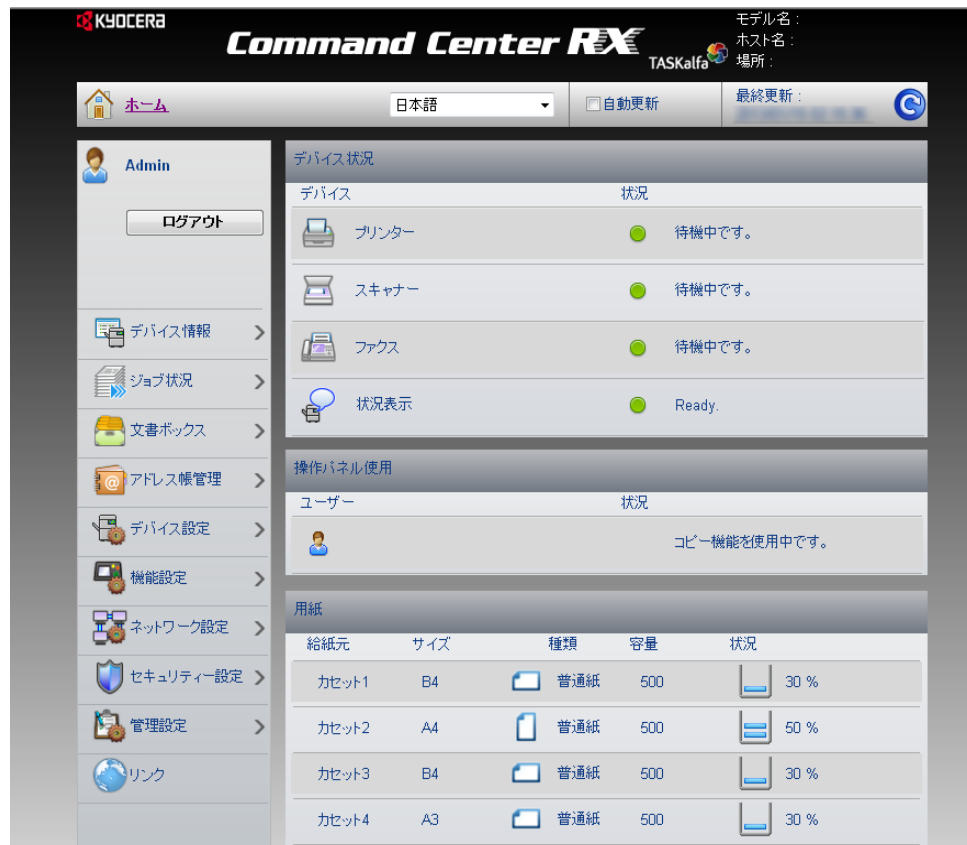 KYOCERA
Command Center RX
TASKalfa
モデル名 :
ホスト名 :
場所 :
ホーム
日本語
自動更新
最終更新 :
Admin
ログアウト
デバイス情報
ジョブ状況
文書ボックス
アドレス帳管理
デバイス設定
機能設定
ネットワーク設定
セキュリティー設定
管理設定
リンク
デバイス状況
デバイス 状況
プリンター 待機中です。
スキャナー 待機中です。
ファクス 待機中です。
状況表示 Ready.
操作パネル使用
ユーザー 状況
コピー機能を使用中です。
用紙
給紙元 サイズ 種類 容量 状況
カセット1 B4 普通紙 500 30 %
カセット2 A4 普通紙 500 50 %
カセット3 B4 普通紙 500 30 %
カセット4 A3 普通紙 500 30 %